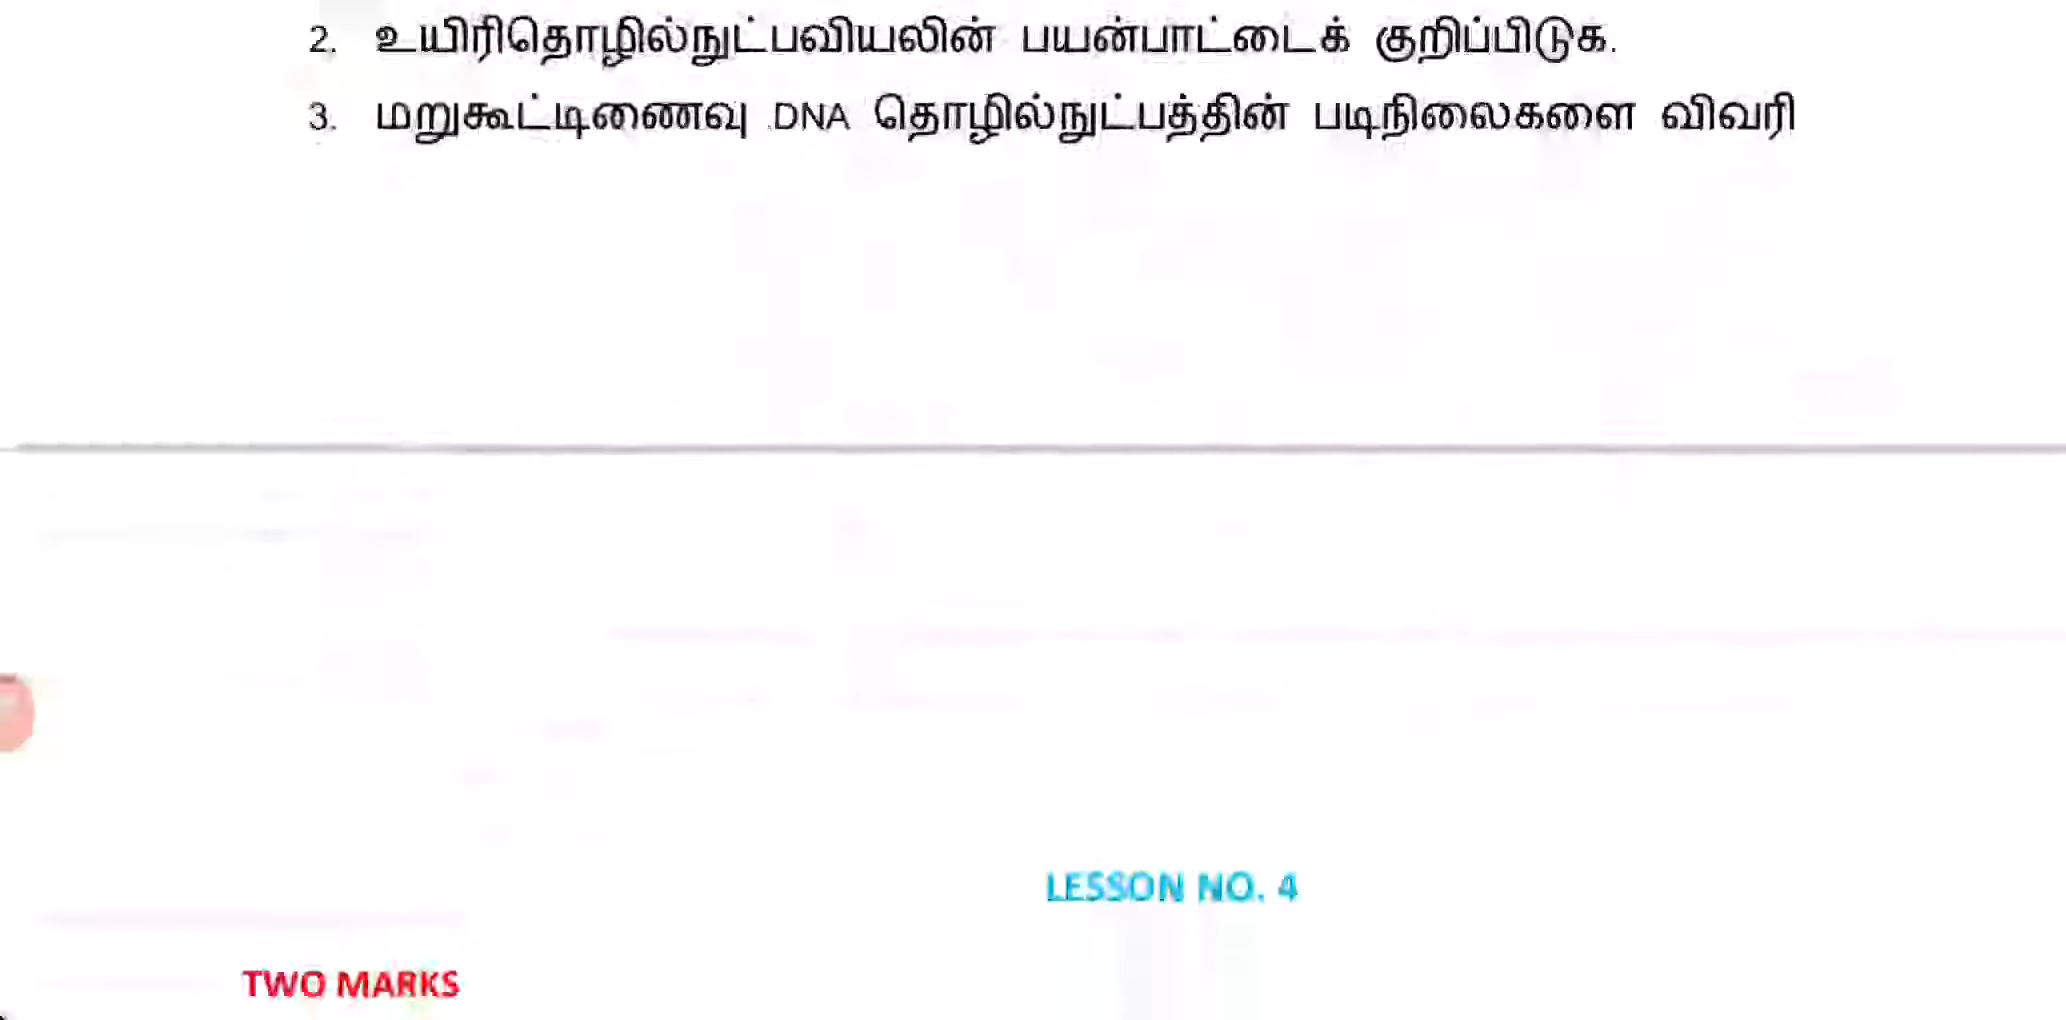 2. உயிரிதொழில்நுட்பவியலின் பயன்பாட்டைக் குறிப்பிடுக.
3. மறுகூட்டிணைவு DNA தொழில்நுட்பத்தின் படிநிலைகளை விவரி
LESSON NO. 4
TWO MARKS